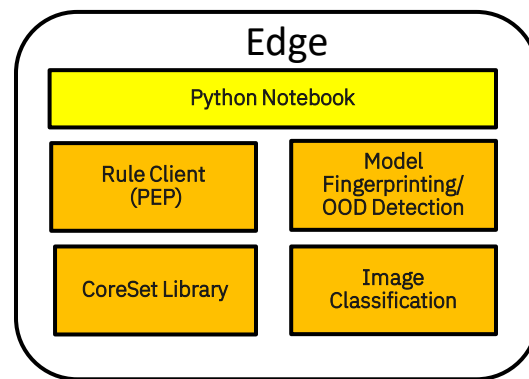 Edge
Python Notebook
Rule Client
(PEP)
Model
Fingerprinting/
OOD Detection
CoreSet Library
Image
Classification